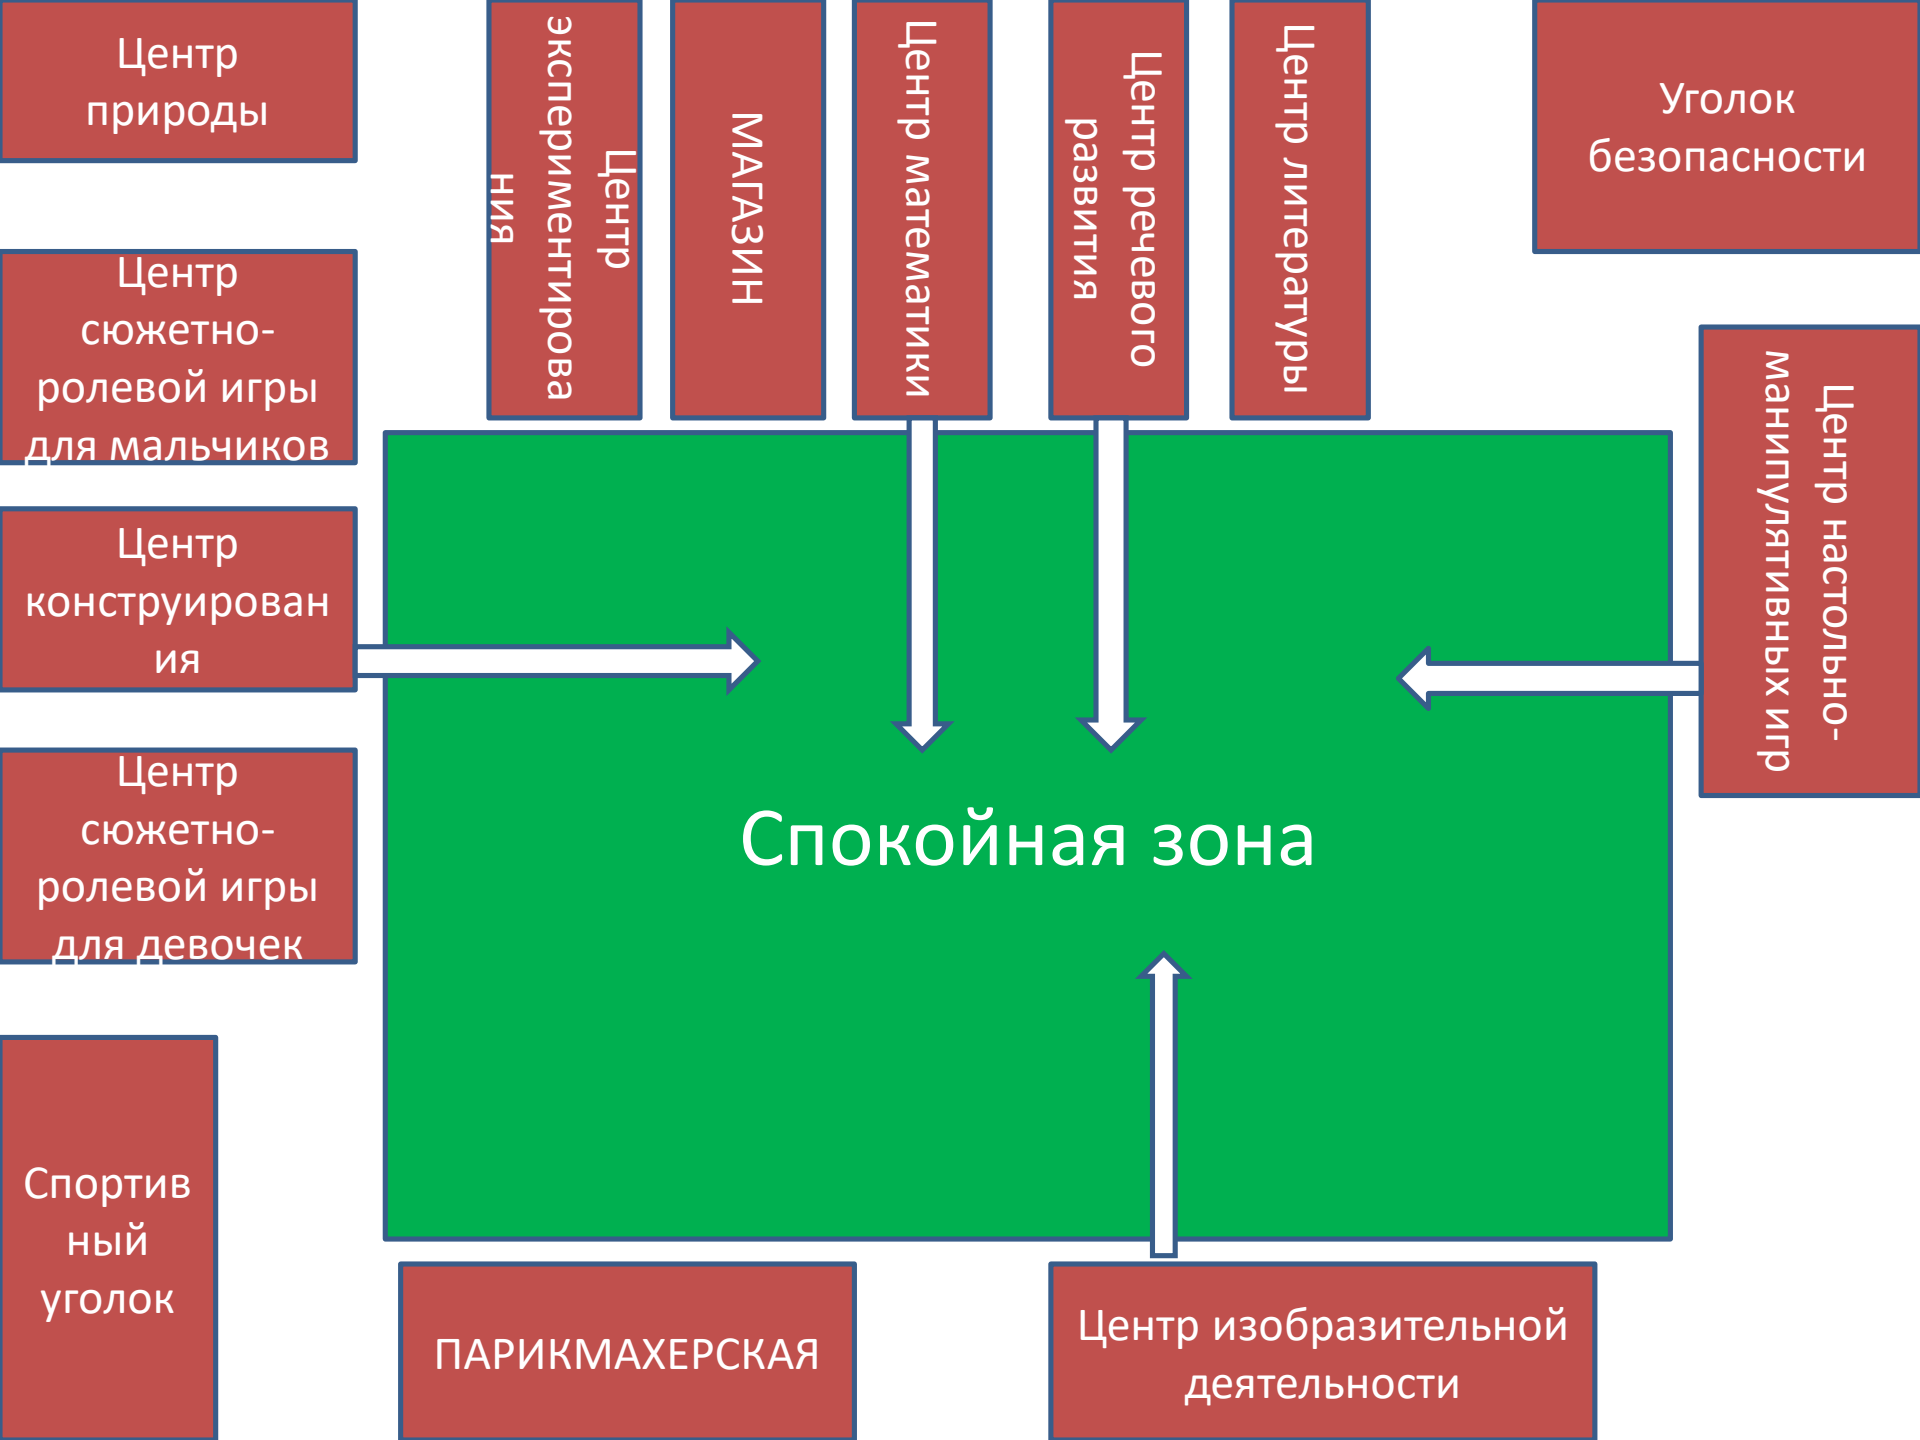 Центр
природы
Центр
экспериментирова
ния
МАГАЗИН
Центр математики
Центр речевого
развития
Центр литературы
Уголок
безопасности
Центр
сюжетно-
ролевой игры
для мальчиков
Центр настольно-
манипулятивных игр
Центр
конструирован
ия
Центр
сюжетно-
ролевой игры
для девочек
Спокойная зона
Спортив
ный
уголок
ПАРИКМАХЕРСКАЯ
Центр изобразительной
деятельности